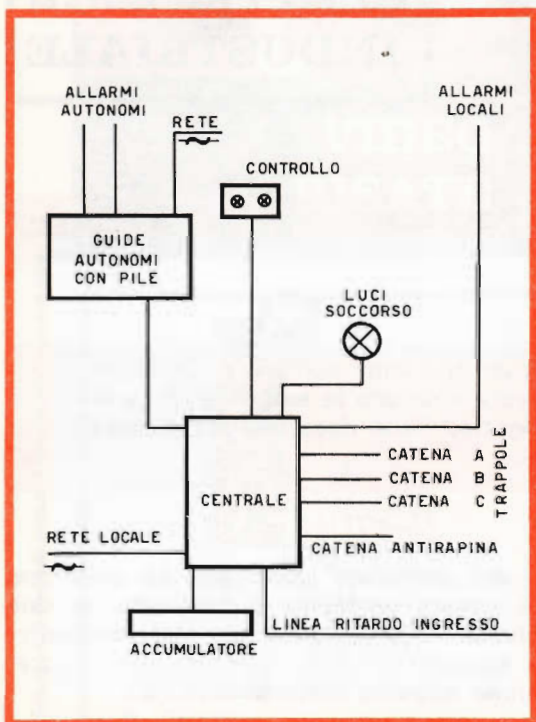 ALLARMI
AUTONOMI
RETE
ALLARMI
LOCALI
CONTROLLO
GUIDE
AUTONOMI
CON PILE
LUCI
SOCCORSO
CENTRALE
CATENA A
CATENA B
CATENA C
TRAPPOLE
RETE LOCALE
CATENA ANTIRAPINA
LINEA RITARDO INGRESSO
ACCUMULATORE